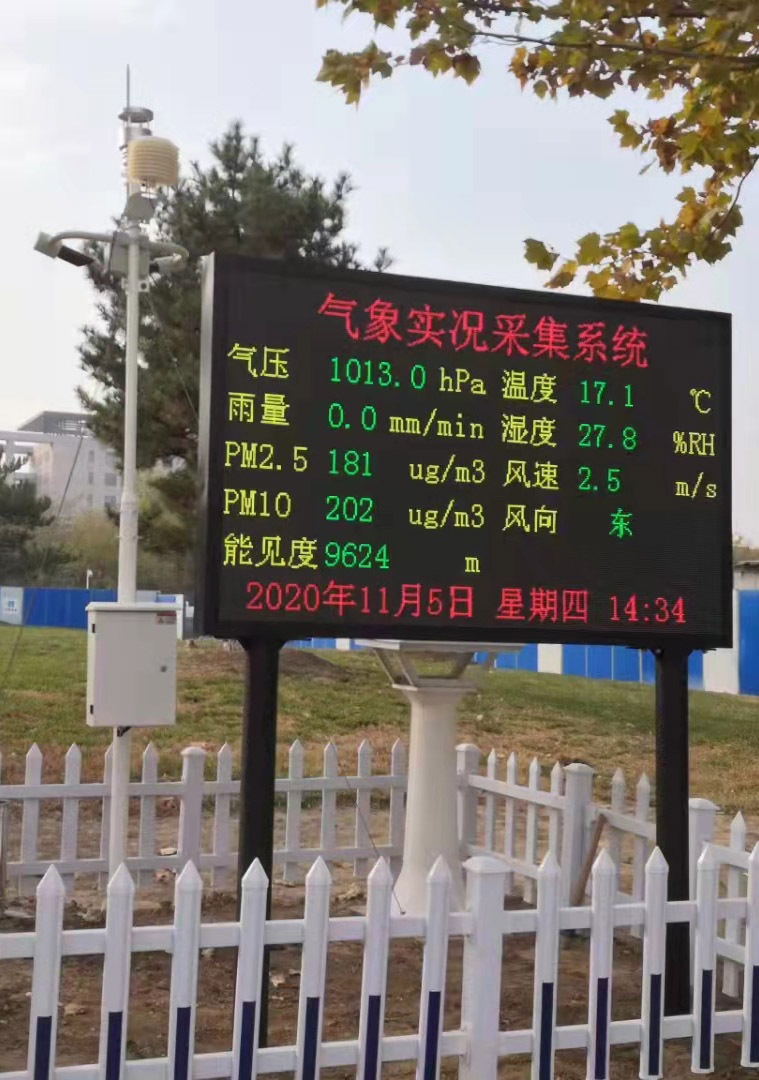 气象实况采集系统
气压 1013.0 hPa 温度 17.1 ℃
雨量 0.0 mm/min 湿度 27.8 %RH
PM2.5 181 ug/m3 风速 2.5 m/s
PM10 202 ug/m3 风向 东
能见度 9624 m
2020年11月5日 星期四 14:34